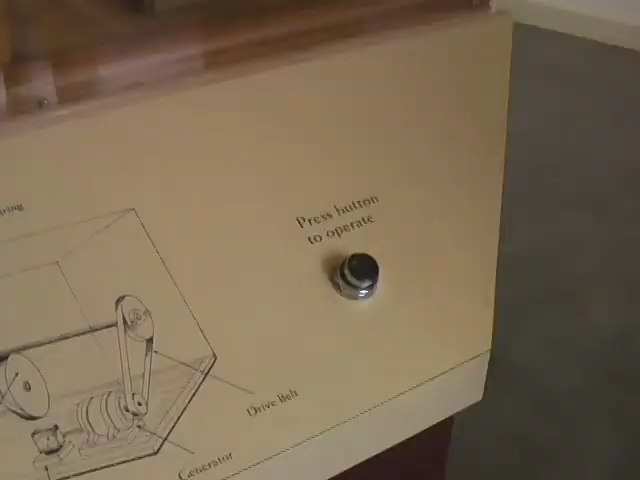 Press button
to operate
Drive Belt
Generator